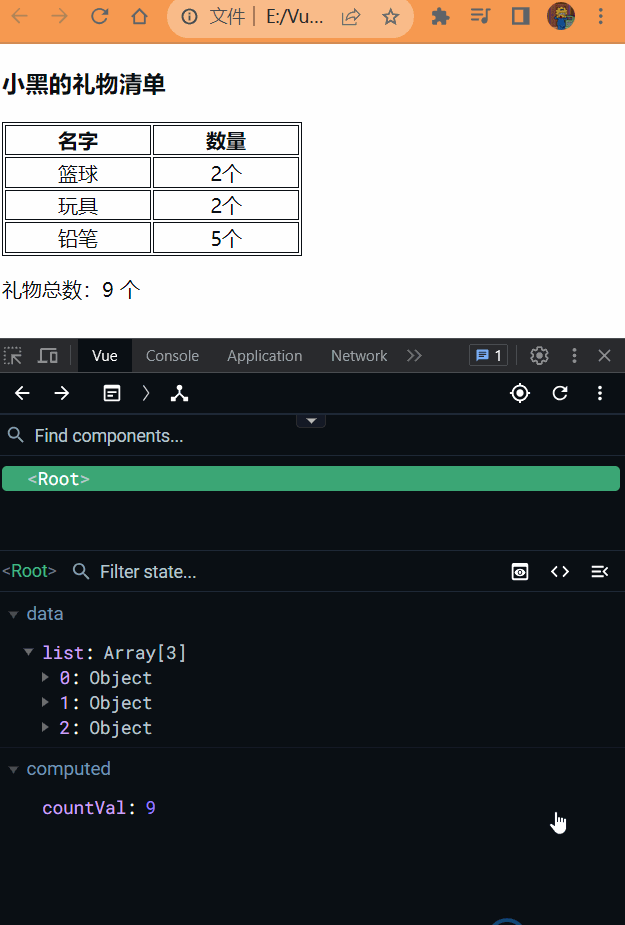 文件 E:/Vu...
小黑的礼物清单
名字 数量
篮球 2个
玩具 2个
铅笔 5个
礼物总数：9 个
Vue Console Application Network 1
Find components...
<Root>
<Root> Filter state...
data
list: Array[3]
0: Object
1: Object
2: Object
computed
countVal: 9